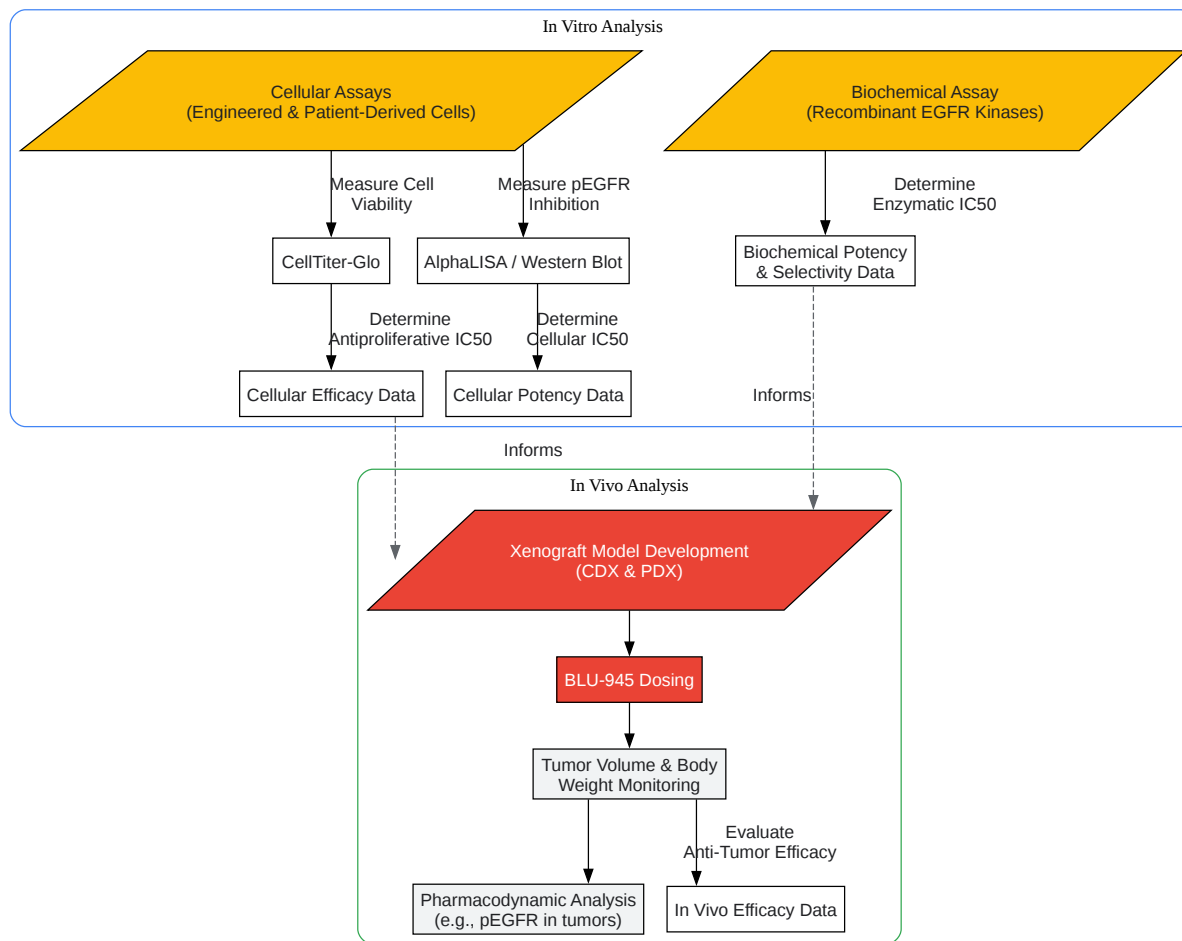 In Vitro Analysis
Cellular Assays
(Engineered & Patient-Derived Cells)
Biochemical Assay
(Recombinant EGFR Kinases)
Measure Cell
Viability
Measure pEGFR
Inhibition
Determine
Enzymatic IC50
CellTiter-Glo
AlphaLISA / Western Blot
Biochemical Potency
& Selectivity Data
Determine
Antiproliferative IC50
Determine
Cellular IC50
Cellular Efficacy Data
Cellular Potency Data
Informs
Informs
In Vivo Analysis
Xenograft Model Development
(CDX & PDX)
BLU-945 Dosing
Tumor Volume & Body
Weight Monitoring
Evaluate
Anti-Tumor Efficacy
Pharmacodynamic Analysis
(e.g., pEGFR in tumors)
In Vivo Efficacy Data